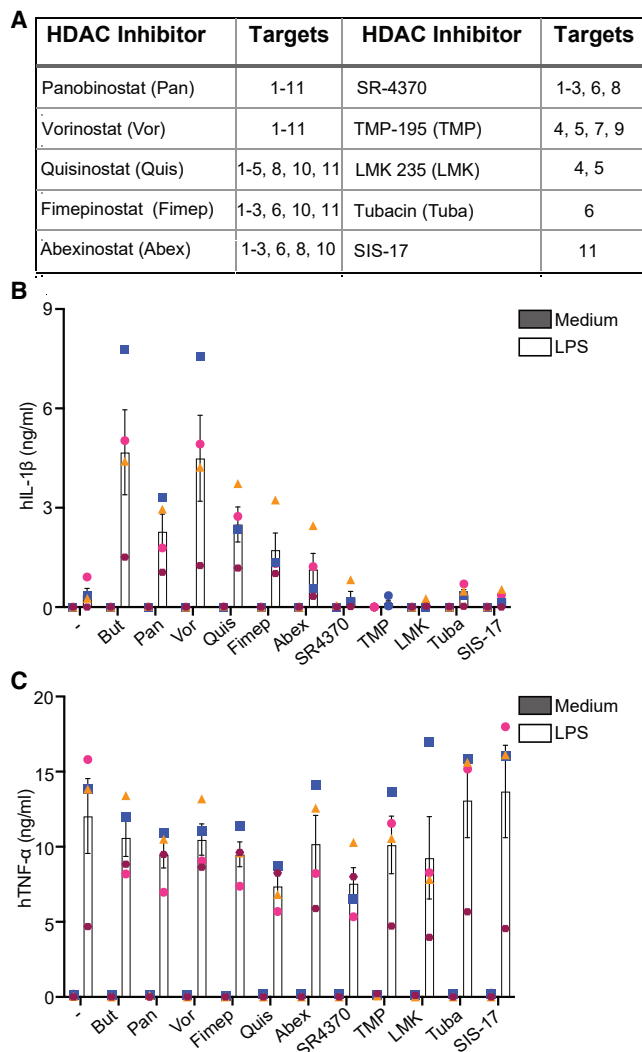 A
HDAC Inhibitor Targets HDAC Inhibitor Targets
Panobinostat (Pan) 1-11 SR-4370 1-3, 6, 8
Vorinostat (Vor) 1-11 TMP-195 (TMP) 4, 5, 7, 9
Quisinostat (Quis) 1-5, 8, 10, 11 LMK 235 (LMK) 4, 5
Fimepinostat (Fimep) 1-3, 6, 10, 11 Tubacin (Tuba) 6
Abexinostat (Abex) 1-3, 6, 8, 10 SIS-17 11
B
hIL-1β (ng/ml)
9
6
3
0
Medium
LPS
- But Pan Vor Quis Fimep Abex SR4370 TMP LMK Tuba SIS-17
C
hTNF-α (ng/ml)
20
15
10
5
0
Medium
LPS
- But Pan Vor Fimep Quis Abex SR4370 TMP LMK Tuba SIS-17